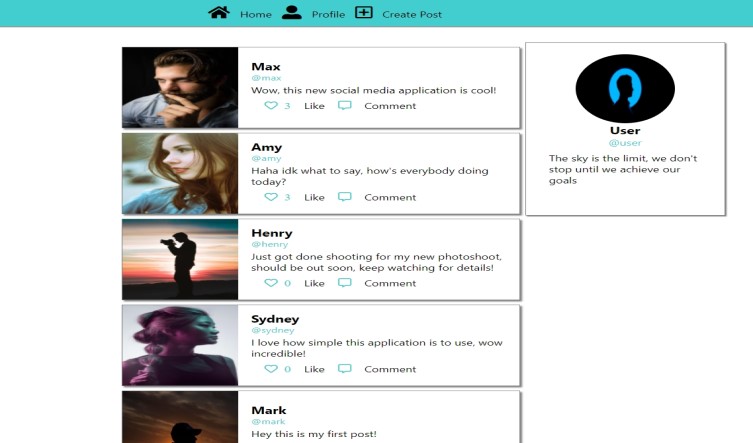 Home Profile Create Post
Max
@max
Wow, this new social media application is cool!
3 Like Comment
Amy
@amy
Haha idk what to say, how's everybody doing
today?
3 Like Comment
Henry
@henry
Just got done shooting for my new photoshoot,
should be out soon, keep watching for details!
0 Like Comment
Sydney
@sydney
I love how simple this application is to use, wow
incredible!
0 Like Comment
Mark
@mark
Hey this is my first post!
User
@user
The sky is the limit, we don't
stop until we achieve our
goals